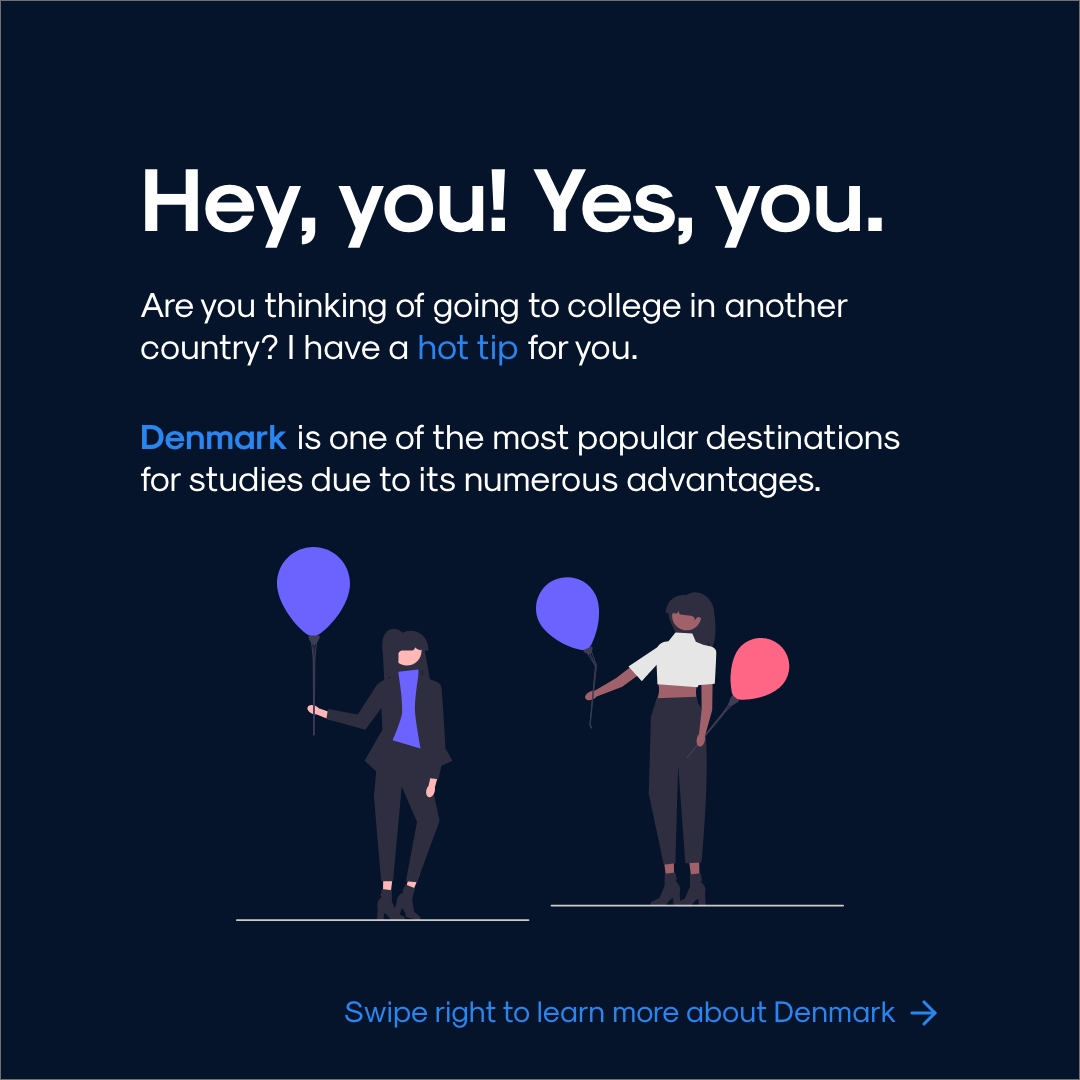 Hey, you! Yes, you.
Are you thinking of going to college in another
country? I have a hot tip for you.
Denmark is one of the most popular destinations
for studies due to its numerous advantages.
Swipe right to learn more about Denmark →